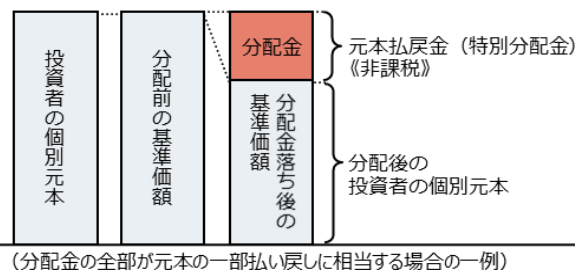 投資者の個別元本
分配前の基準価額
分配金
分配金落ち後の
基準価額
元本払戻金（特別分配金）
《非課税》
分配後の
投資者の個別元本
（分配金の全部が元本の一部払い戻しに相当する場合の一例）